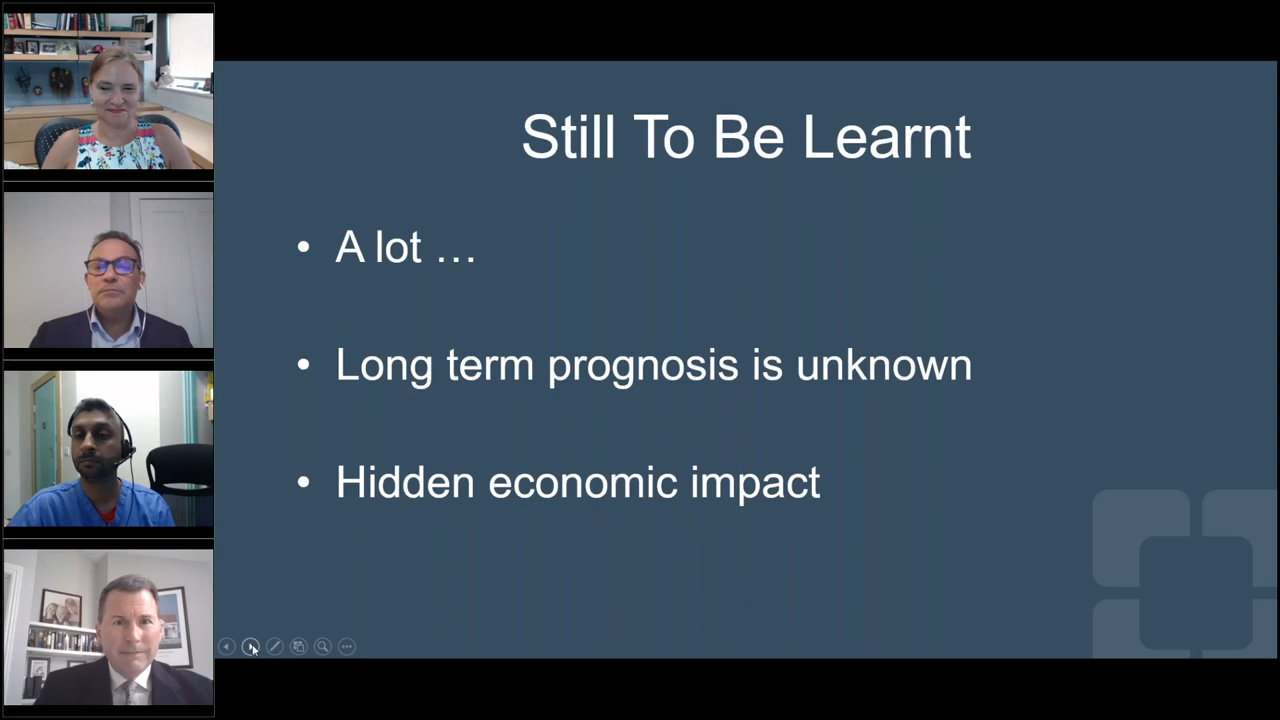 Still To Be Learnt
• A lot …
• Long term prognosis is unknown
• Hidden economic impact